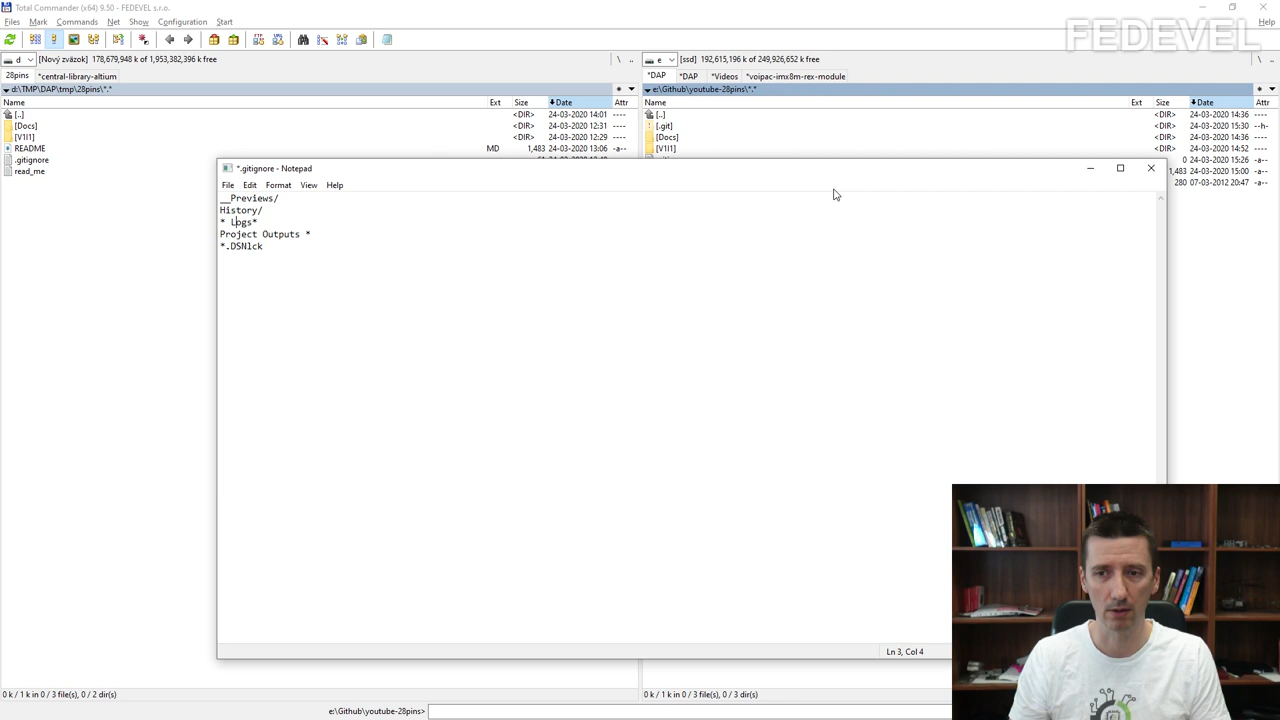 Total Commander (x64) 9.50 - FEDEVEL s.r.o.
FEDEVEL
Files Mark Commands Net Show Configuration Start
Help
d [Nový zväzok] 178,679,948 k of 1,953,382,396 k free \ ..
e [ssd] 192,615,196 k of 249,926,652 k free \ ..
28pins *central-library-altium
*DAP *DAP *Videos *voipac-imx8m-rex-module
d:\TMP\DAP\tmp\28pins\*.*
e:\Github\youtube-28pins\*.*
Name Ext Size Date Attr
Name Ext Size Date Attr
[..] <DIR> 24-03-2020 14:01 ----
[..] <DIR> 24-03-2020 14:36 ----
[Docs] <DIR> 24-03-2020 12:31 ----
[.git] <DIR> 24-03-2020 15:30 --h-
[V1I1] <DIR> 24-03-2020 12:29 ----
[Docs] <DIR> 24-03-2020 14:36 ----
README MD 1,483 24-03-2020 13:06 -a--
[V1I1] <DIR> 24-03-2020 14:52 ----
.gitignore
0 24-03-2020 15:26 -a--
read_me
1,483 24-03-2020 15:00 -a--
280 07-03-2012 20:47 -a--
*.gitignore - Notepad
File Edit Format View Help
__Previews/
History/
* Logs*
Project Outputs *
*.DSNlck
Ln 3, Col 4
0 k / 1 k in 0 / 3 file(s), 0 / 2 dir(s)
0 k / 1 k in 0 / 3 file(s), 0 / 3 dir(s)
e:\Github\youtube-28pins>